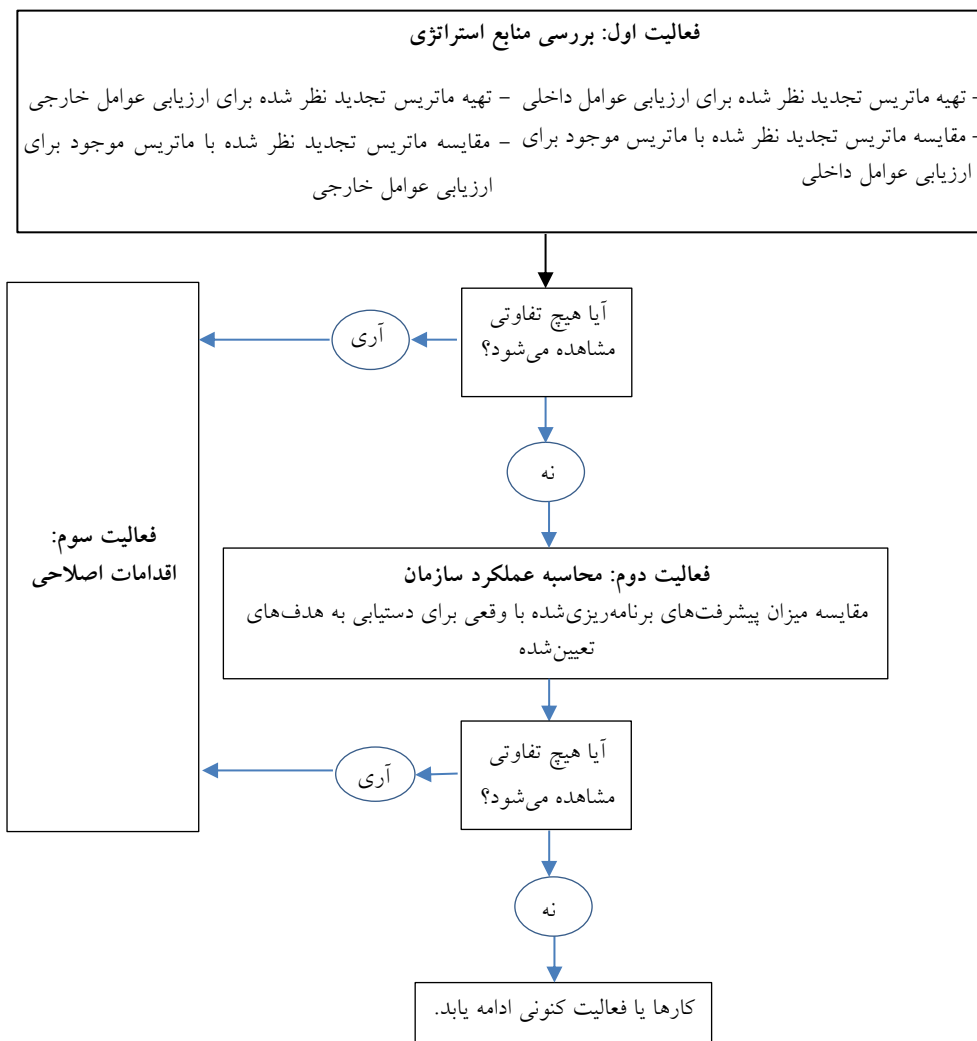 فعالیت اول: بررسی منابع استراتژی
- تهیه ماتریس تجدید نظر شده برای ارزیابی عوامل داخلی
- مقایسه ماتریس تجدید نظر شده با ماتریس موجود برای
ارزیابی عوامل داخلی
- تهیه ماتریس تجدید نظر شده برای ارزیابی عوامل خارجی
- مقایسه ماتریس تجدید نظر شده با ماتریس موجود برای
ارزیابی عوامل خارجی
آیا هیچ تفاوتی
مشاهده می‌شود؟
آری
نه
فعالیت سوم:
اقدامات اصلاحی
فعالیت دوم: محاسبه عملکرد سازمان
مقایسه میزان پیشرفت‌های برنامه‌ریزی‌شده با وقعی برای دستیابی به هدف‌های
تعیین‌شده
آیا هیچ تفاوتی
مشاهده می‌شود؟
آری
نه
کارها یا فعالیت کنونی ادامه یابد.